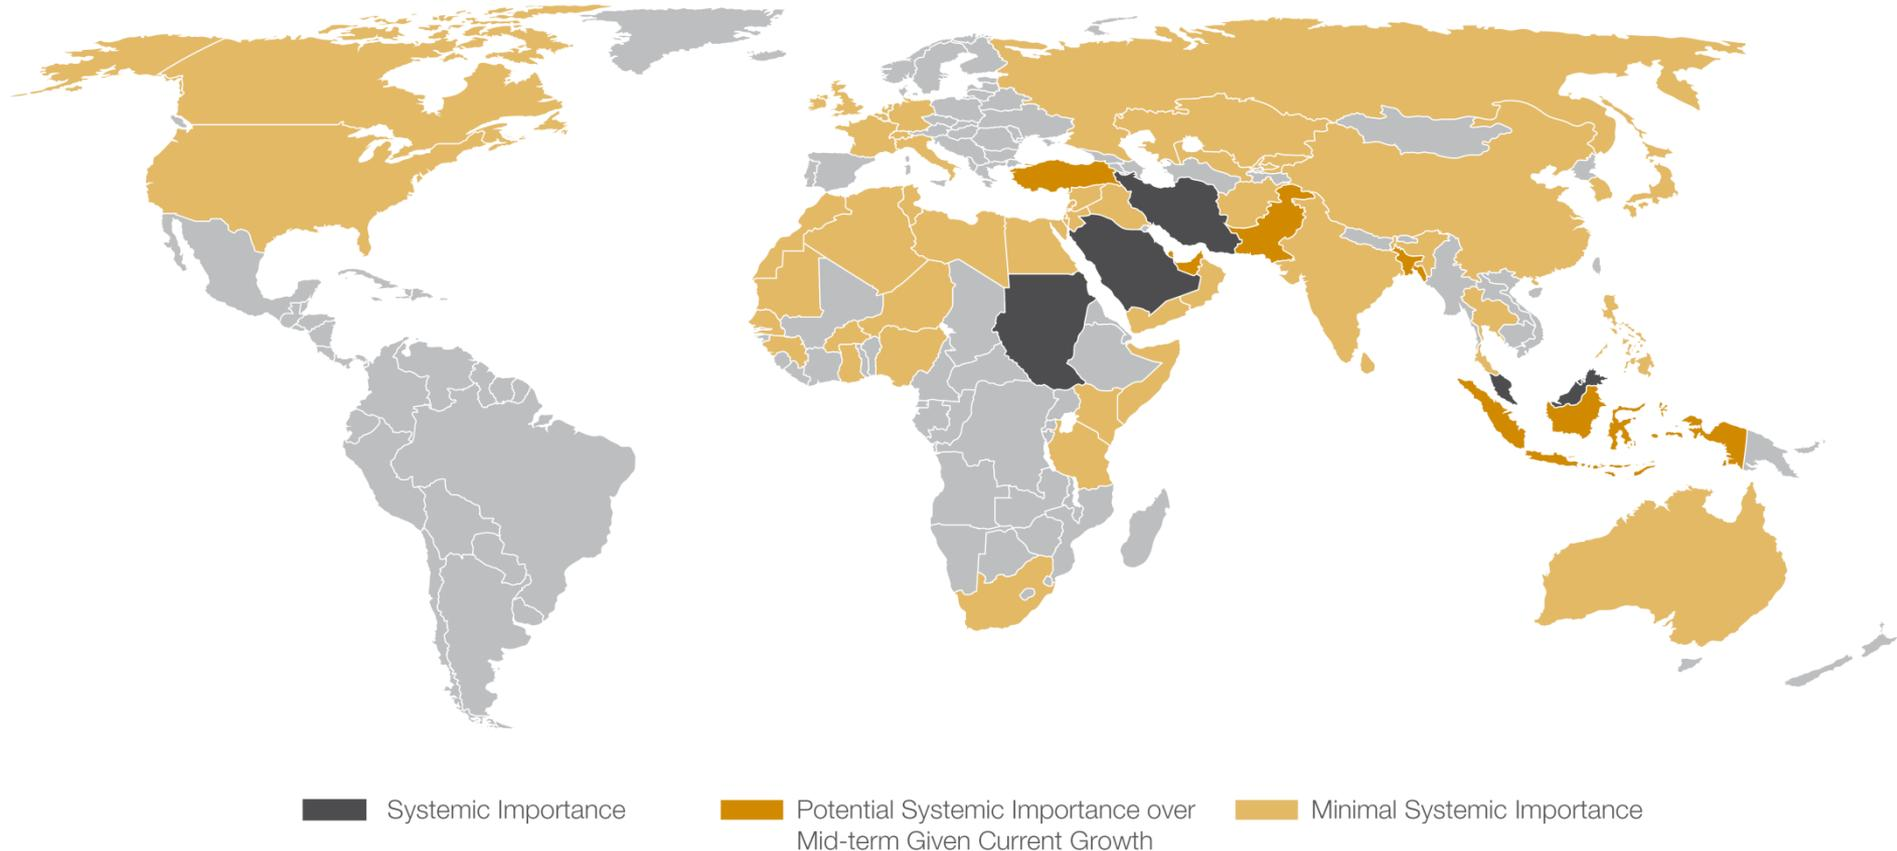 Systemic Importance
Potential Systemic Importance over
Mid-term Given Current Growth
Minimal Systemic Importance